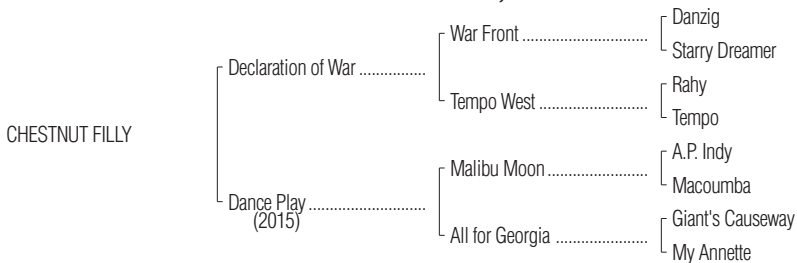 Danzig
War Front ........................
Starry Dreamer
Declaration of War ................
Rahy
Tempo West .....................
Tempo
CHESTNUT FILLY
A.P. Indy
Malibu Moon ....................
Macoumba
Dance Play ............................
(2015)
Giant's Causeway
All for Georgia ..................
My Annette